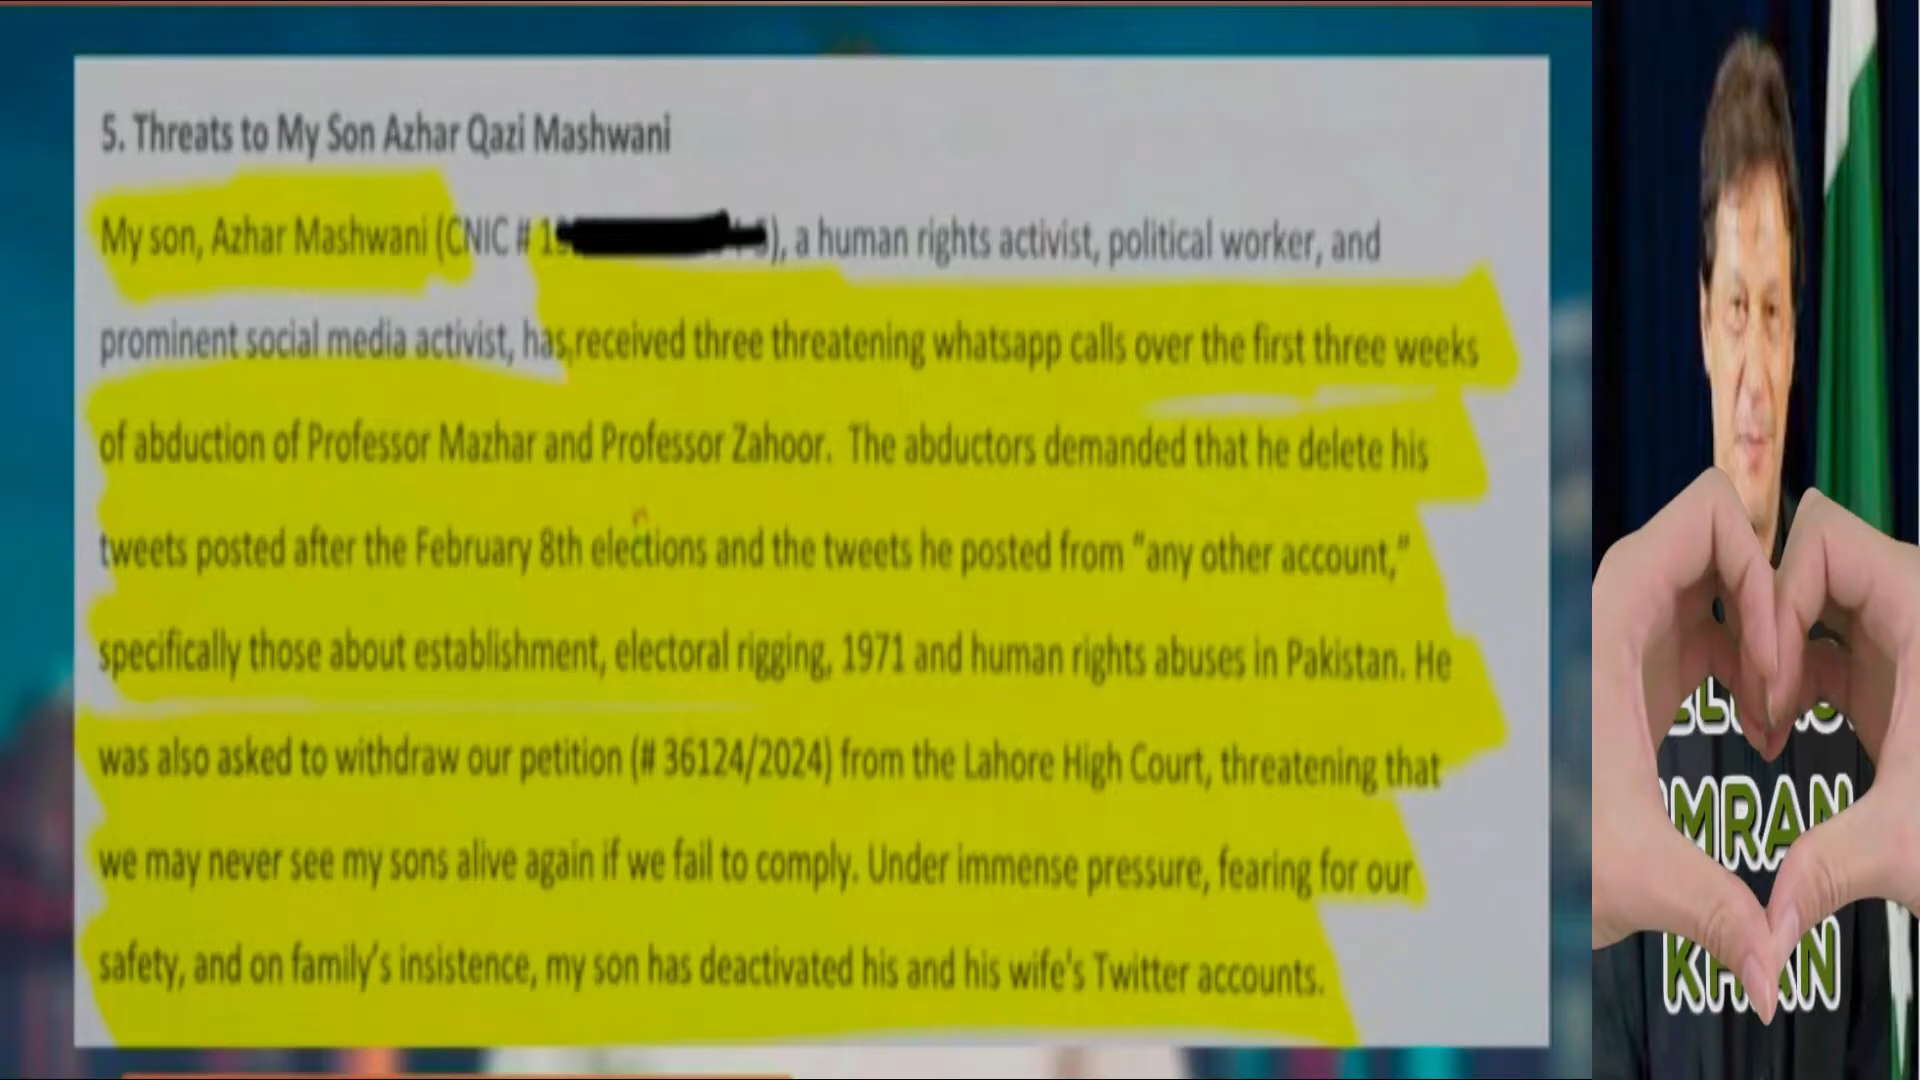 5. Threats to My Son Azhar Qazi Mashwani
My son, Azhar Mashwani (CNIC # 1 ), a human rights activist, political worker, and
prominent social media activist, has received three threatening whatsapp calls over the first three weeks
of abduction of Professor Mazhar and Professor Zahoor. The abductors demanded that he delete his
tweets posted after the February 8th elections and the tweets he posted from “any other account,”
specifically those about establishment, electoral rigging, 1971 and human rights abuses in Pakistan. He
was also asked to withdraw our petition (# 36124/2024) from the Lahore High Court, threatening that
we may never see my sons alive again if we fail to comply. Under immense pressure, fearing for our
safety, and on family’s insistence, my son has deactivated his and his wife's Twitter accounts.
IMRAN
KHAN